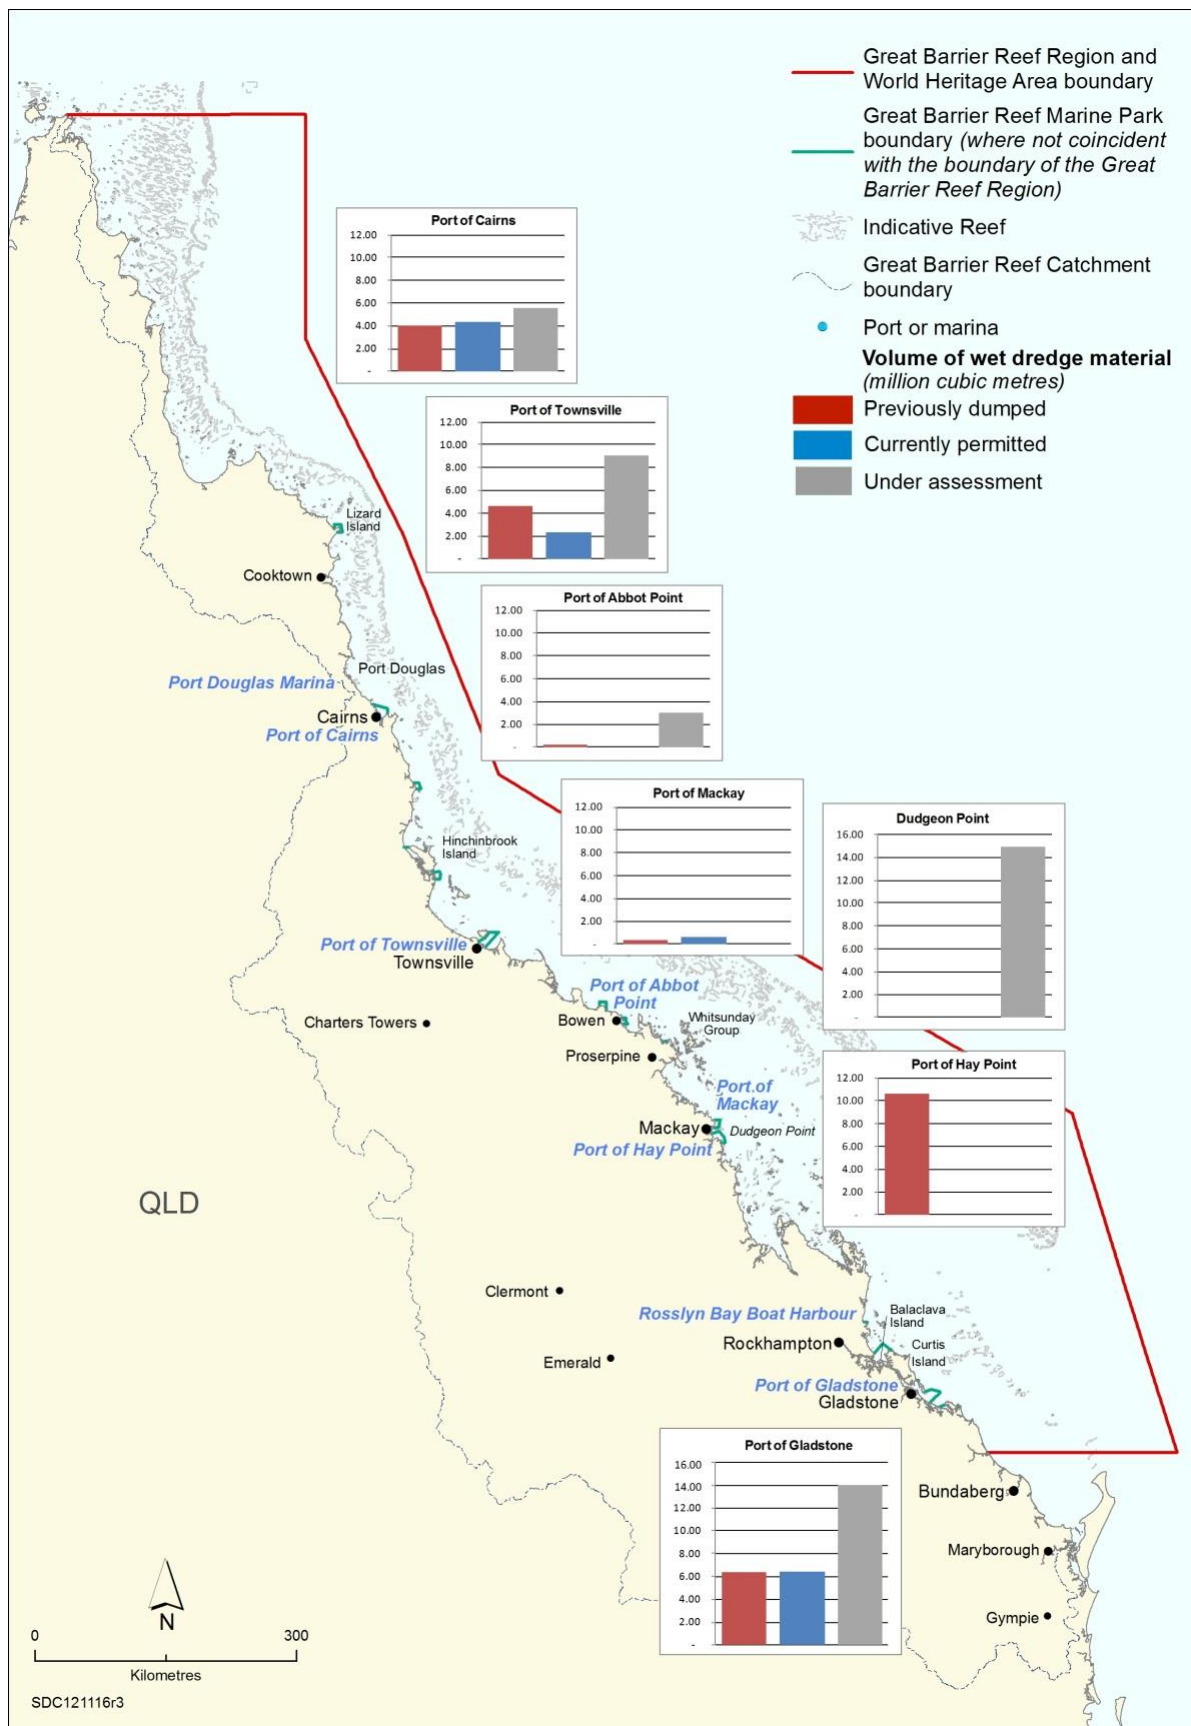 Great Barrier Reef Region and
World Heritage Area boundary
Great Barrier Reef Marine Park
boundary (where not coincident
with the boundary of the Great
Barrier Reef Region)
Indicative Reef
Great Barrier Reef Catchment
boundary
Port or marina
Volume of wet dredge material
(million cubic metres)
Previously dumped
Currently permitted
Under assessment
Port of Cairns
12.00
10.00
8.00
6.00
4.00
2.00
-
Port of Townsville
12.00
10.00
8.00
6.00
4.00
2.00
-
Port of Abbot Point
12.00
10.00
8.00
6.00
4.00
2.00
-
Port of Mackay
12.00
10.00
8.00
6.00
4.00
2.00
-
Dudgeon Point
16.00
14.00
12.00
10.00
8.00
6.00
4.00
2.00
-
Port of Hay Point
12.00
10.00
8.00
6.00
4.00
2.00
-
Port of Gladstone
16.00
14.00
12.00
10.00
8.00
6.00
4.00
2.00
-
Lizard
Island
Cooktown
Port Douglas
Port Douglas Marina
Cairns
Port of Cairns
Hinchinbrook
Island
Port of Townsville
Townsville
Port of Abbot
Point
Charters Towers
Bowen
Whitsunday
Group
Proserpine
Port of
Mackay
Mackay
Dudgeon Point
Port of Hay Point
QLD
Clermont
Rosslyn Bay Boat Harbour
Balaclava
Island
Rockhampton
Curtis
Island
Emerald
Port of Gladstone
Gladstone
Bundaberg
Maryborough
Gympie
N
0 300
Kilometres
SDC121116r3